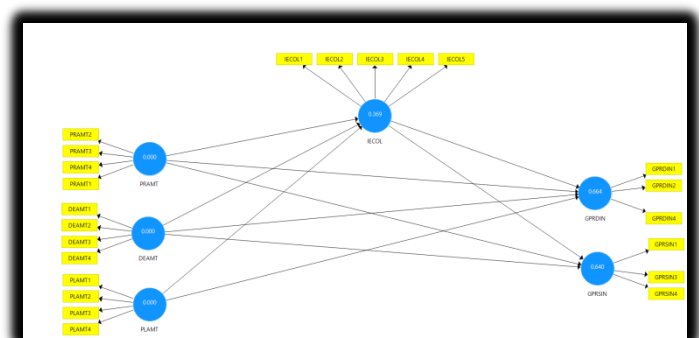 IECOL1 IECOL2 IECOL3 IECOL4 IECOL5
0.369
IECOL
PRAMT2
PRAMT3
PRAMT4
PRAMT1
0.000
PRAMT
DEAMT1
DEAMT2
DEAMT3
DEAMT4
0.000
DEAMT
PLAMT1
PLAMT2
PLAMT3
PLAMT4
0.000
PLAMT
GPRDIN1
GPRDIN2
GPRDIN4
0.664
GPRDIN
GPRSIN1
GPRSIN3
GPRSIN4
0.640
GPRSIN